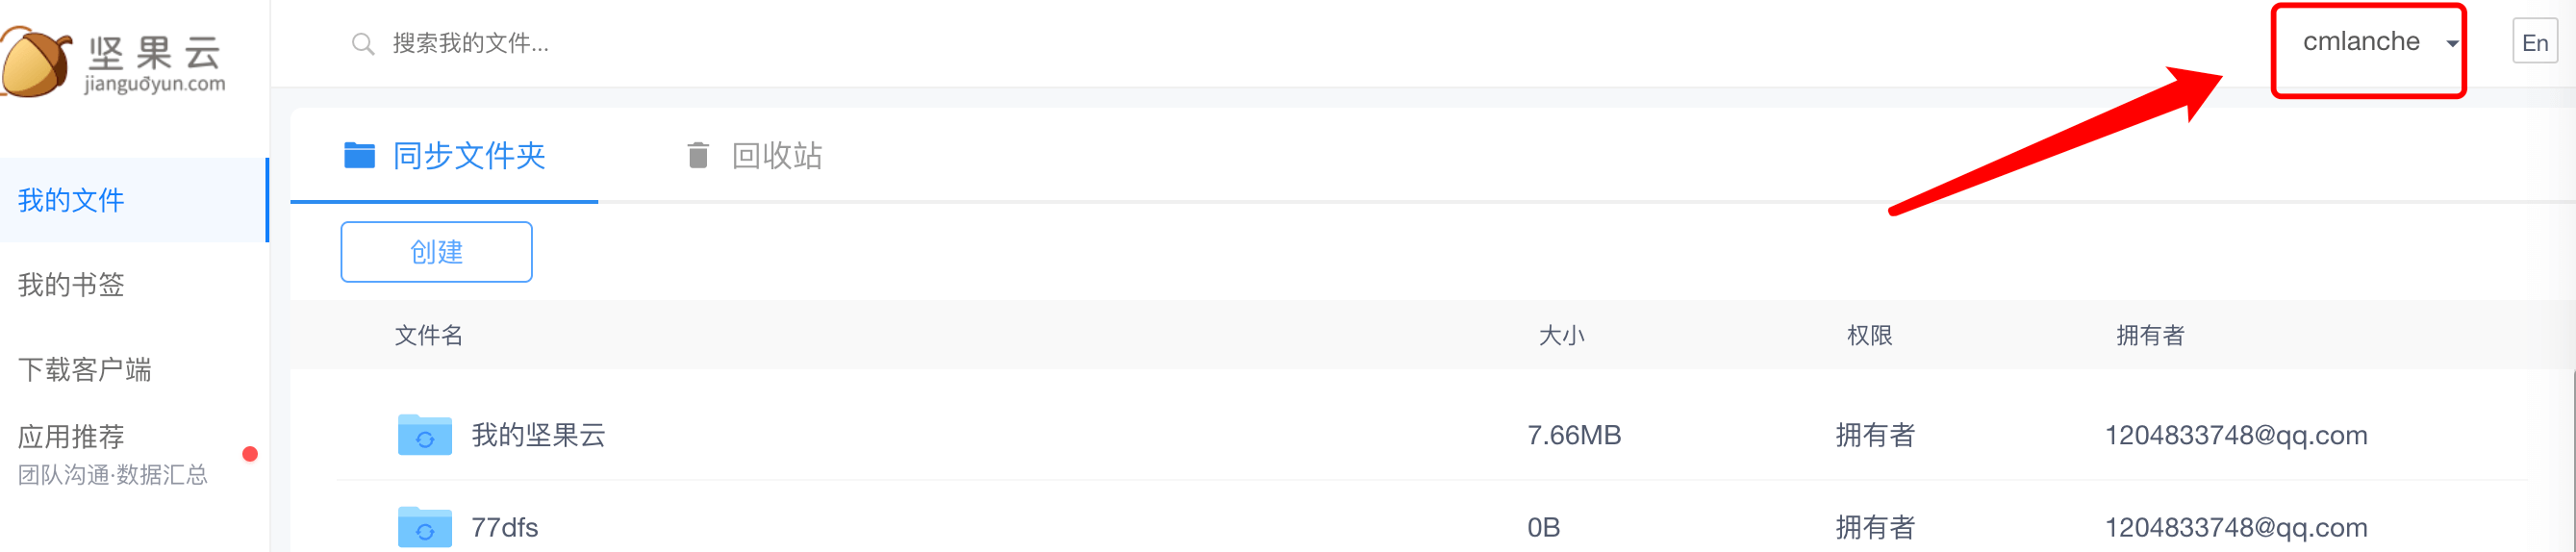 坚果云
jianguoyun.com
搜索我的文件...
cmlanche
En
同步文件夹
回收站
我的文件
创建
我的书签
文件名 大小 权限 拥有者
下载客户端
我的坚果云 7.66MB 拥有者 1204833748@qq.com
应用推荐
团队沟通·数据汇总
77dfs 0B 拥有者 1204833748@qq.com